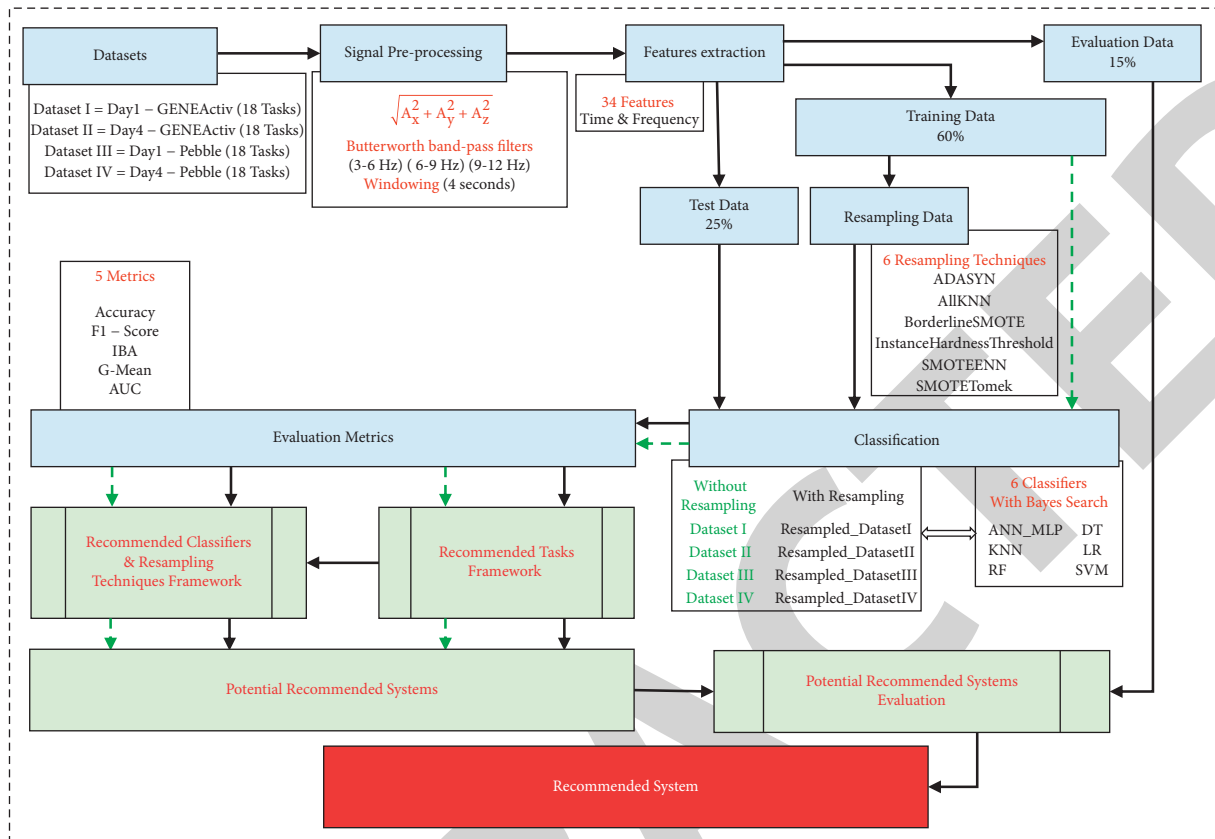 Datasets
Dataset I = Day1 – GENEActiv (18 Tasks)
Dataset II = Day4 – GENEActiv (18 Tasks)
Dataset III = Day1 – Pebble (18 Tasks)
Dataset IV = Day4 – Pebble (18 Tasks)
Signal Pre-processing
√(A_x^2 + A_y^2 + A_z^2)
Butterworth band-pass filters
(3-6 Hz) ( 6-9 Hz) (9-12 Hz)
Windowing (4 seconds)
Features extraction
34 Features
Time & Frequency
Evaluation Data
15%
Training Data
60%
Test Data
25%
Resampling Data
6 Resampling Techniques
ADASYN
AllKNN
BorderlineSMOTE
InstanceHardnessThreshold
SMOTEENN
SMOTETomek
5 Metrics
Accuracy
F1 – Score
IBA
G-Mean
AUC
Evaluation Metrics
Classification
Without
Resampling
Dataset I
Dataset II
Dataset III
Dataset IV
With Resampling
Resampled_DatasetI
Resampled_DatasetII
Resampled_DatasetIII
Resampled_DatasetIV
6 Classifiers
With Bayes Search
ANN_MLP DT
KNN LR
RF SVM
Recommended Classifiers
& Resampling
Techniques Framework
Recommended Tasks
Framework
Potential Recommended Systems
Potential Recommended Systems
Evaluation
Recommended System